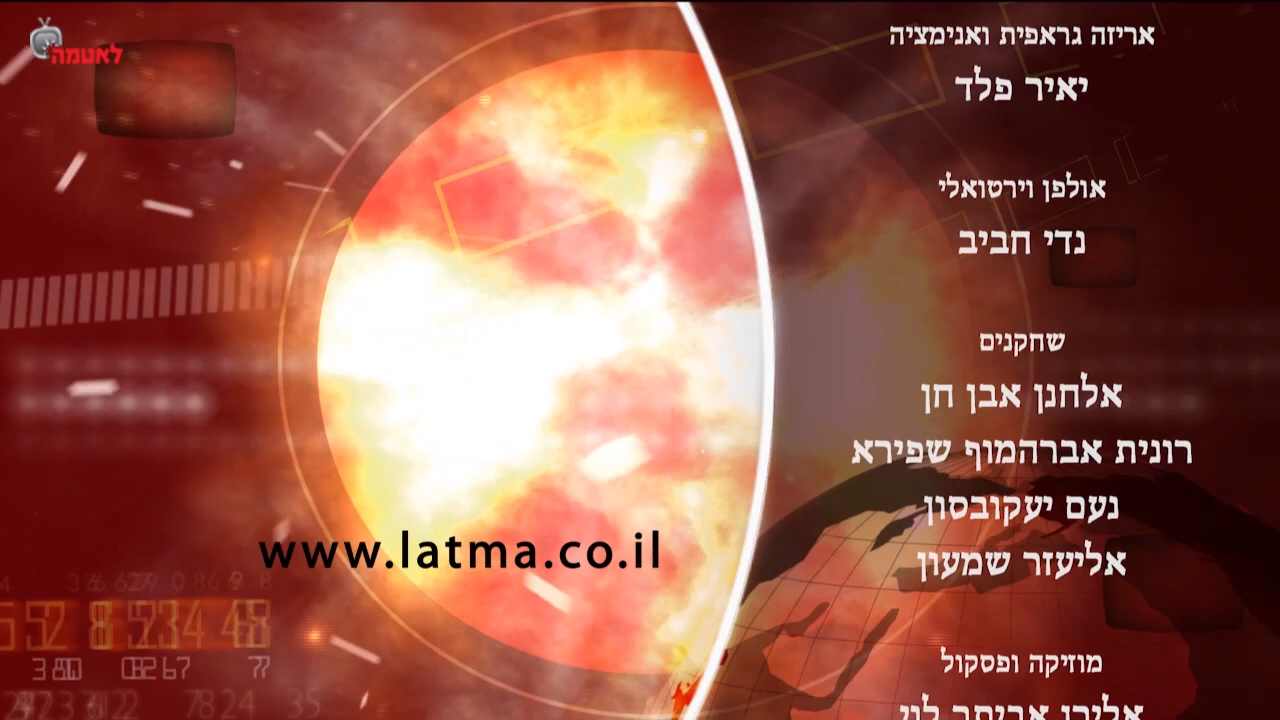 לאטמה
אריזה גראפית ואנימציה
יאיר פלד
אולפן וירטואלי
נדי חביב
שחקנים
אלחנן אבן חן
רונית אברהמוף שפירא
נעם יעקובסון
אליעזר שמעון
www.latma.co.il
מוזיקה ופסקול